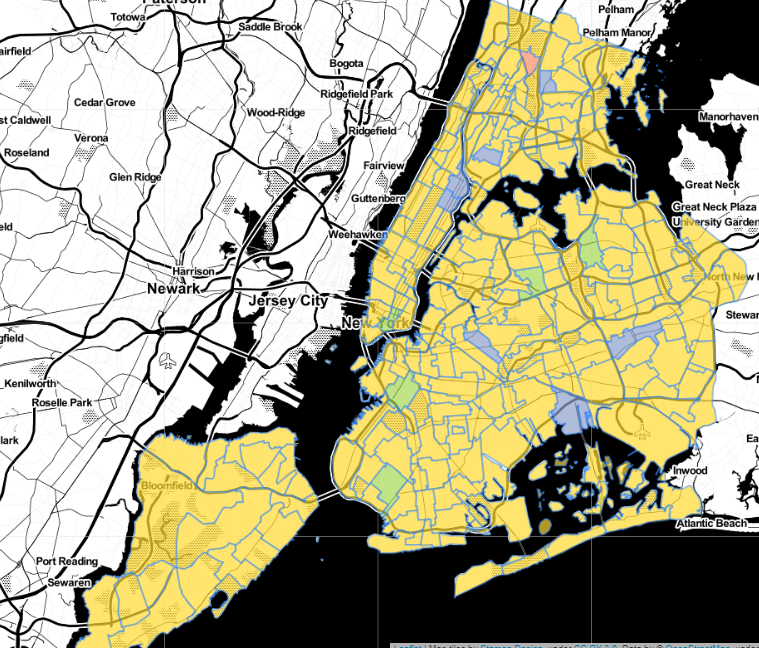 Paterson
Totowa
Saddle Brook
Pelham
Pelham Manor
airfield
Bogota
Ridgefield Park
Cedar Grove
Wood-Ridge
st Caldwell
Manorhaven
Verona
Ridgefield
Roseland
Fairview
Glen Ridge
Great Neck
Guttenberg
Great Neck Plaza
University Garden
eld
Weehawken
Harrison
North New H
Newark
Jersey City
Stewar
New York
gfield
Kenilworth
Roselle Park
lark
Ea
Inwood
Bloomfield
Atlantic Beach
Port Reading
Sewaren
Leaflet | Map tiles by Stamen Design, under CC BY 3.0. Data by © OpenStreetMap, under